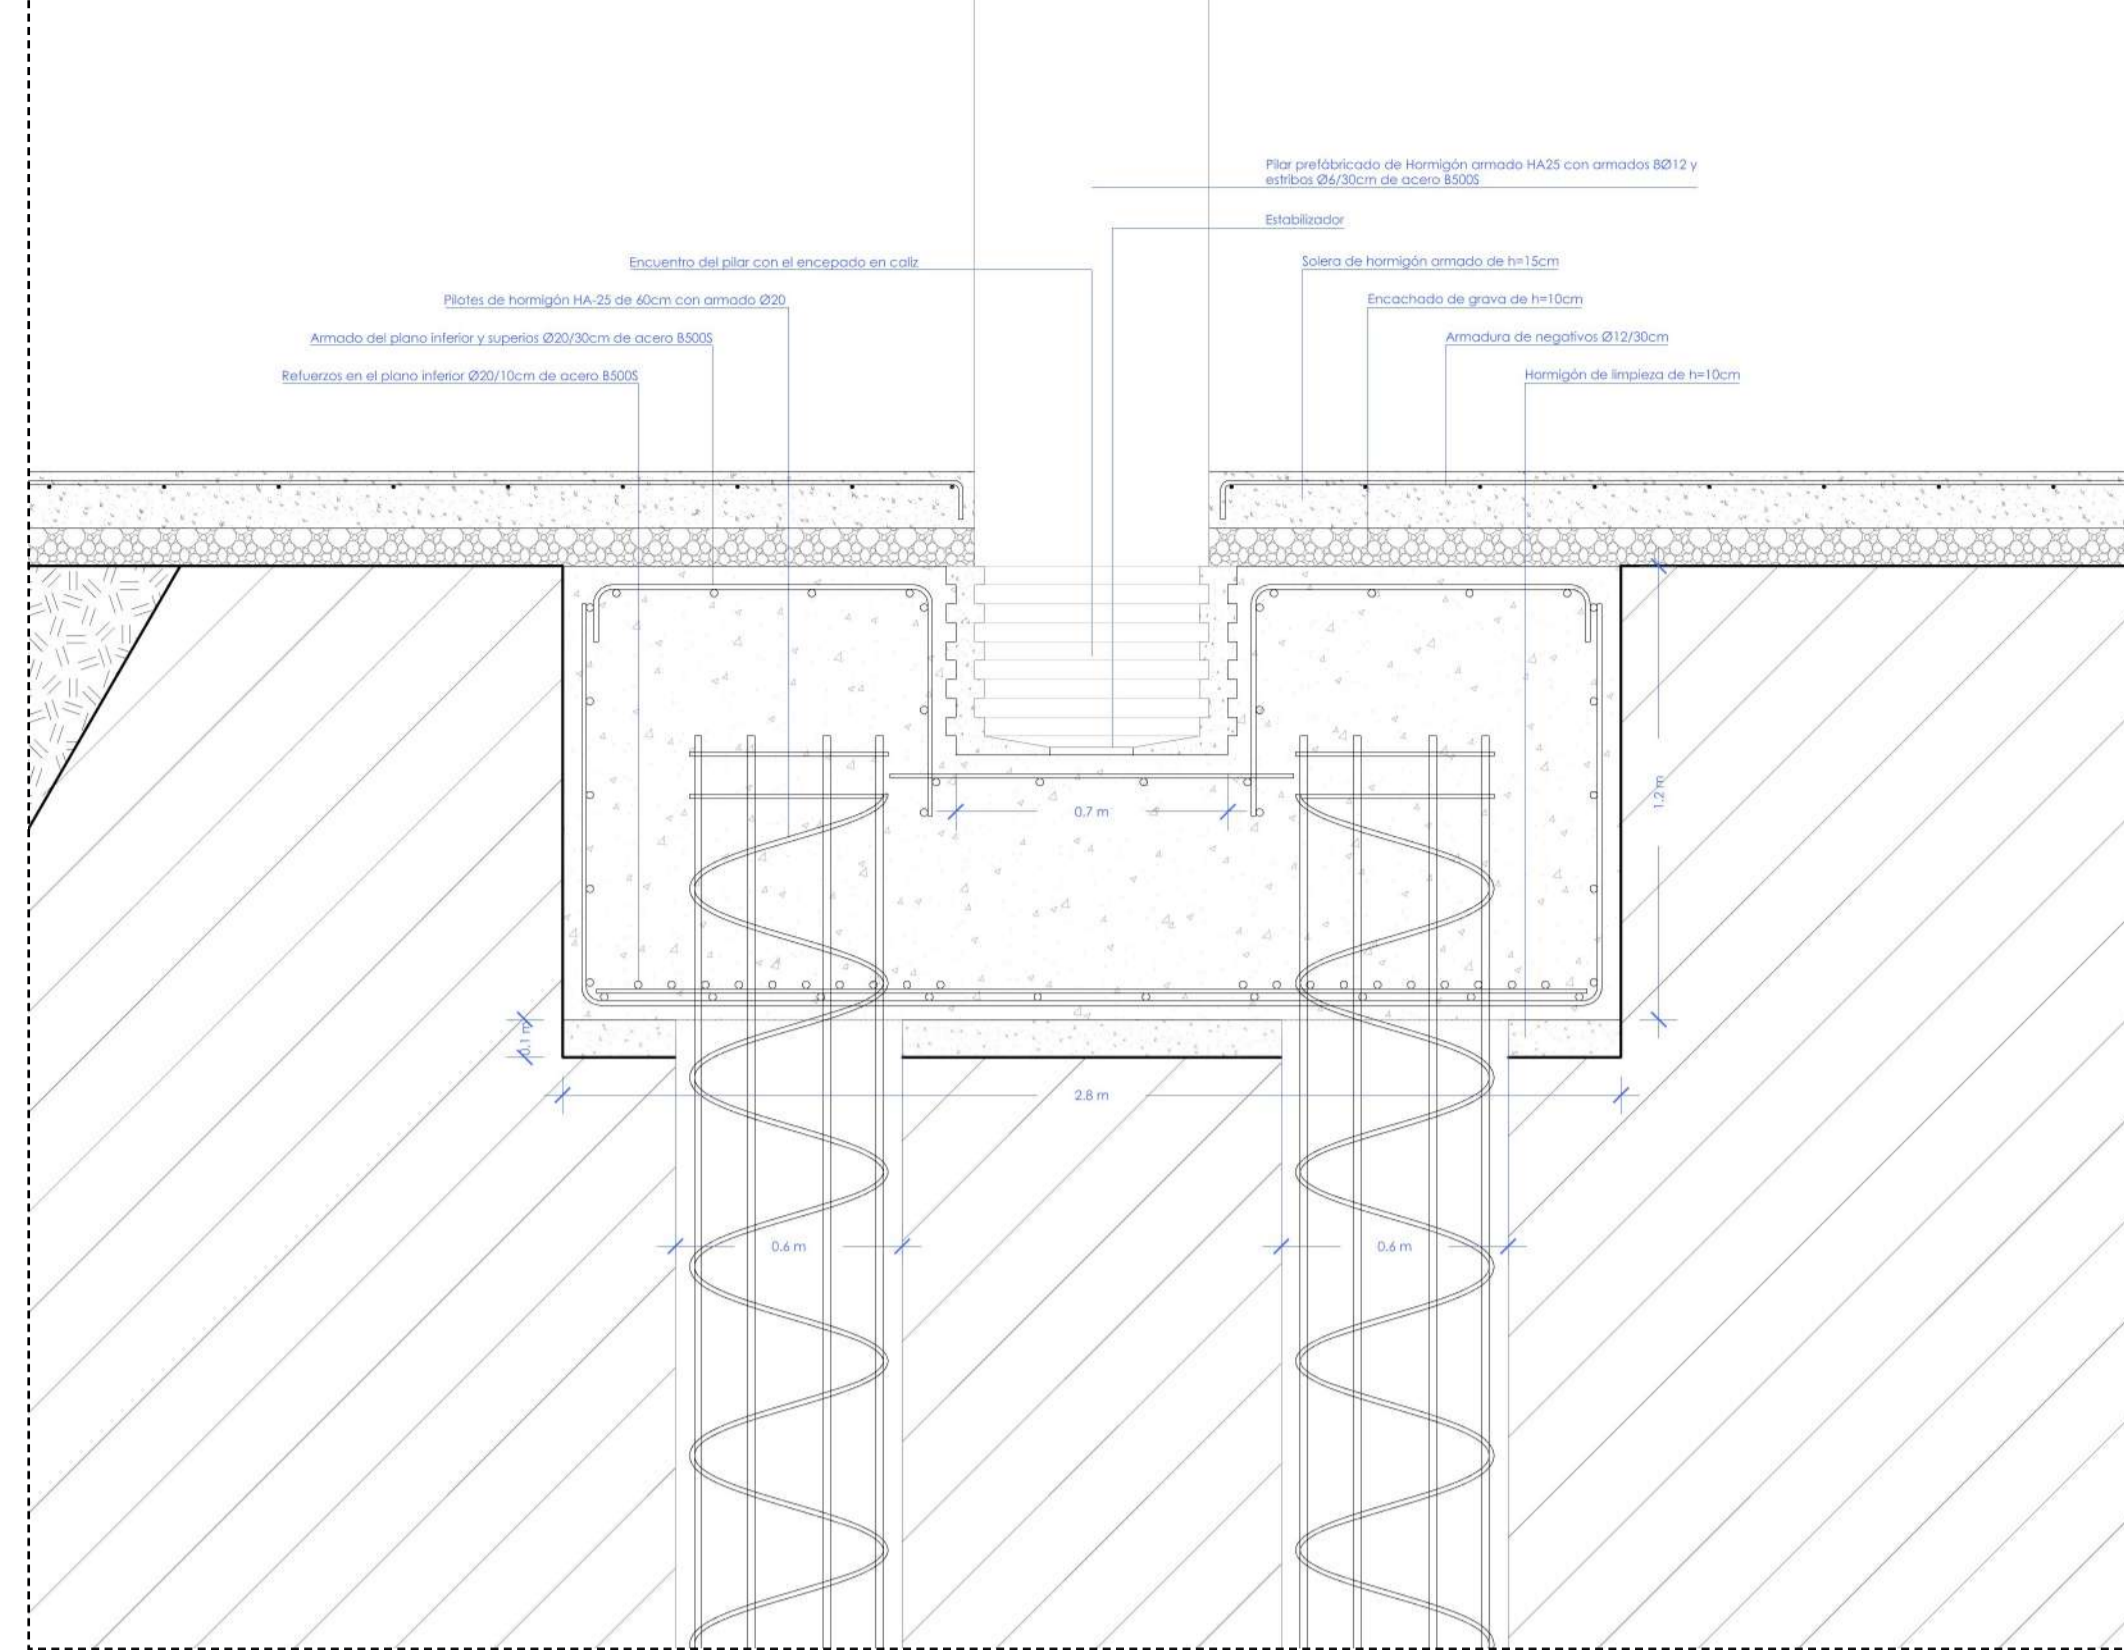 Pilar prefábricado de Hormigón armado HA25 con armados 8Ø12 y
estribos Ø6/30cm de acero B500S
Estabilizador
Encuentro del pilar con el encepado en caliz
Solera de hormigón armado de h=15cm
Pilotes de hormigón HA-25 de 60cm con armado Ø20
Encachado de grava de h=10cm
Armado del plano inferior y superios Ø20/30cm de acero B500S
Armadura de negativos Ø12/30cm
Refuerzos en el plano inferior Ø20/10cm de acero B500S
Hormigón de limpieza de h=10cm
1.2 m
0.7 m
0.1 m
2.8 m
0.6 m
0.6 m